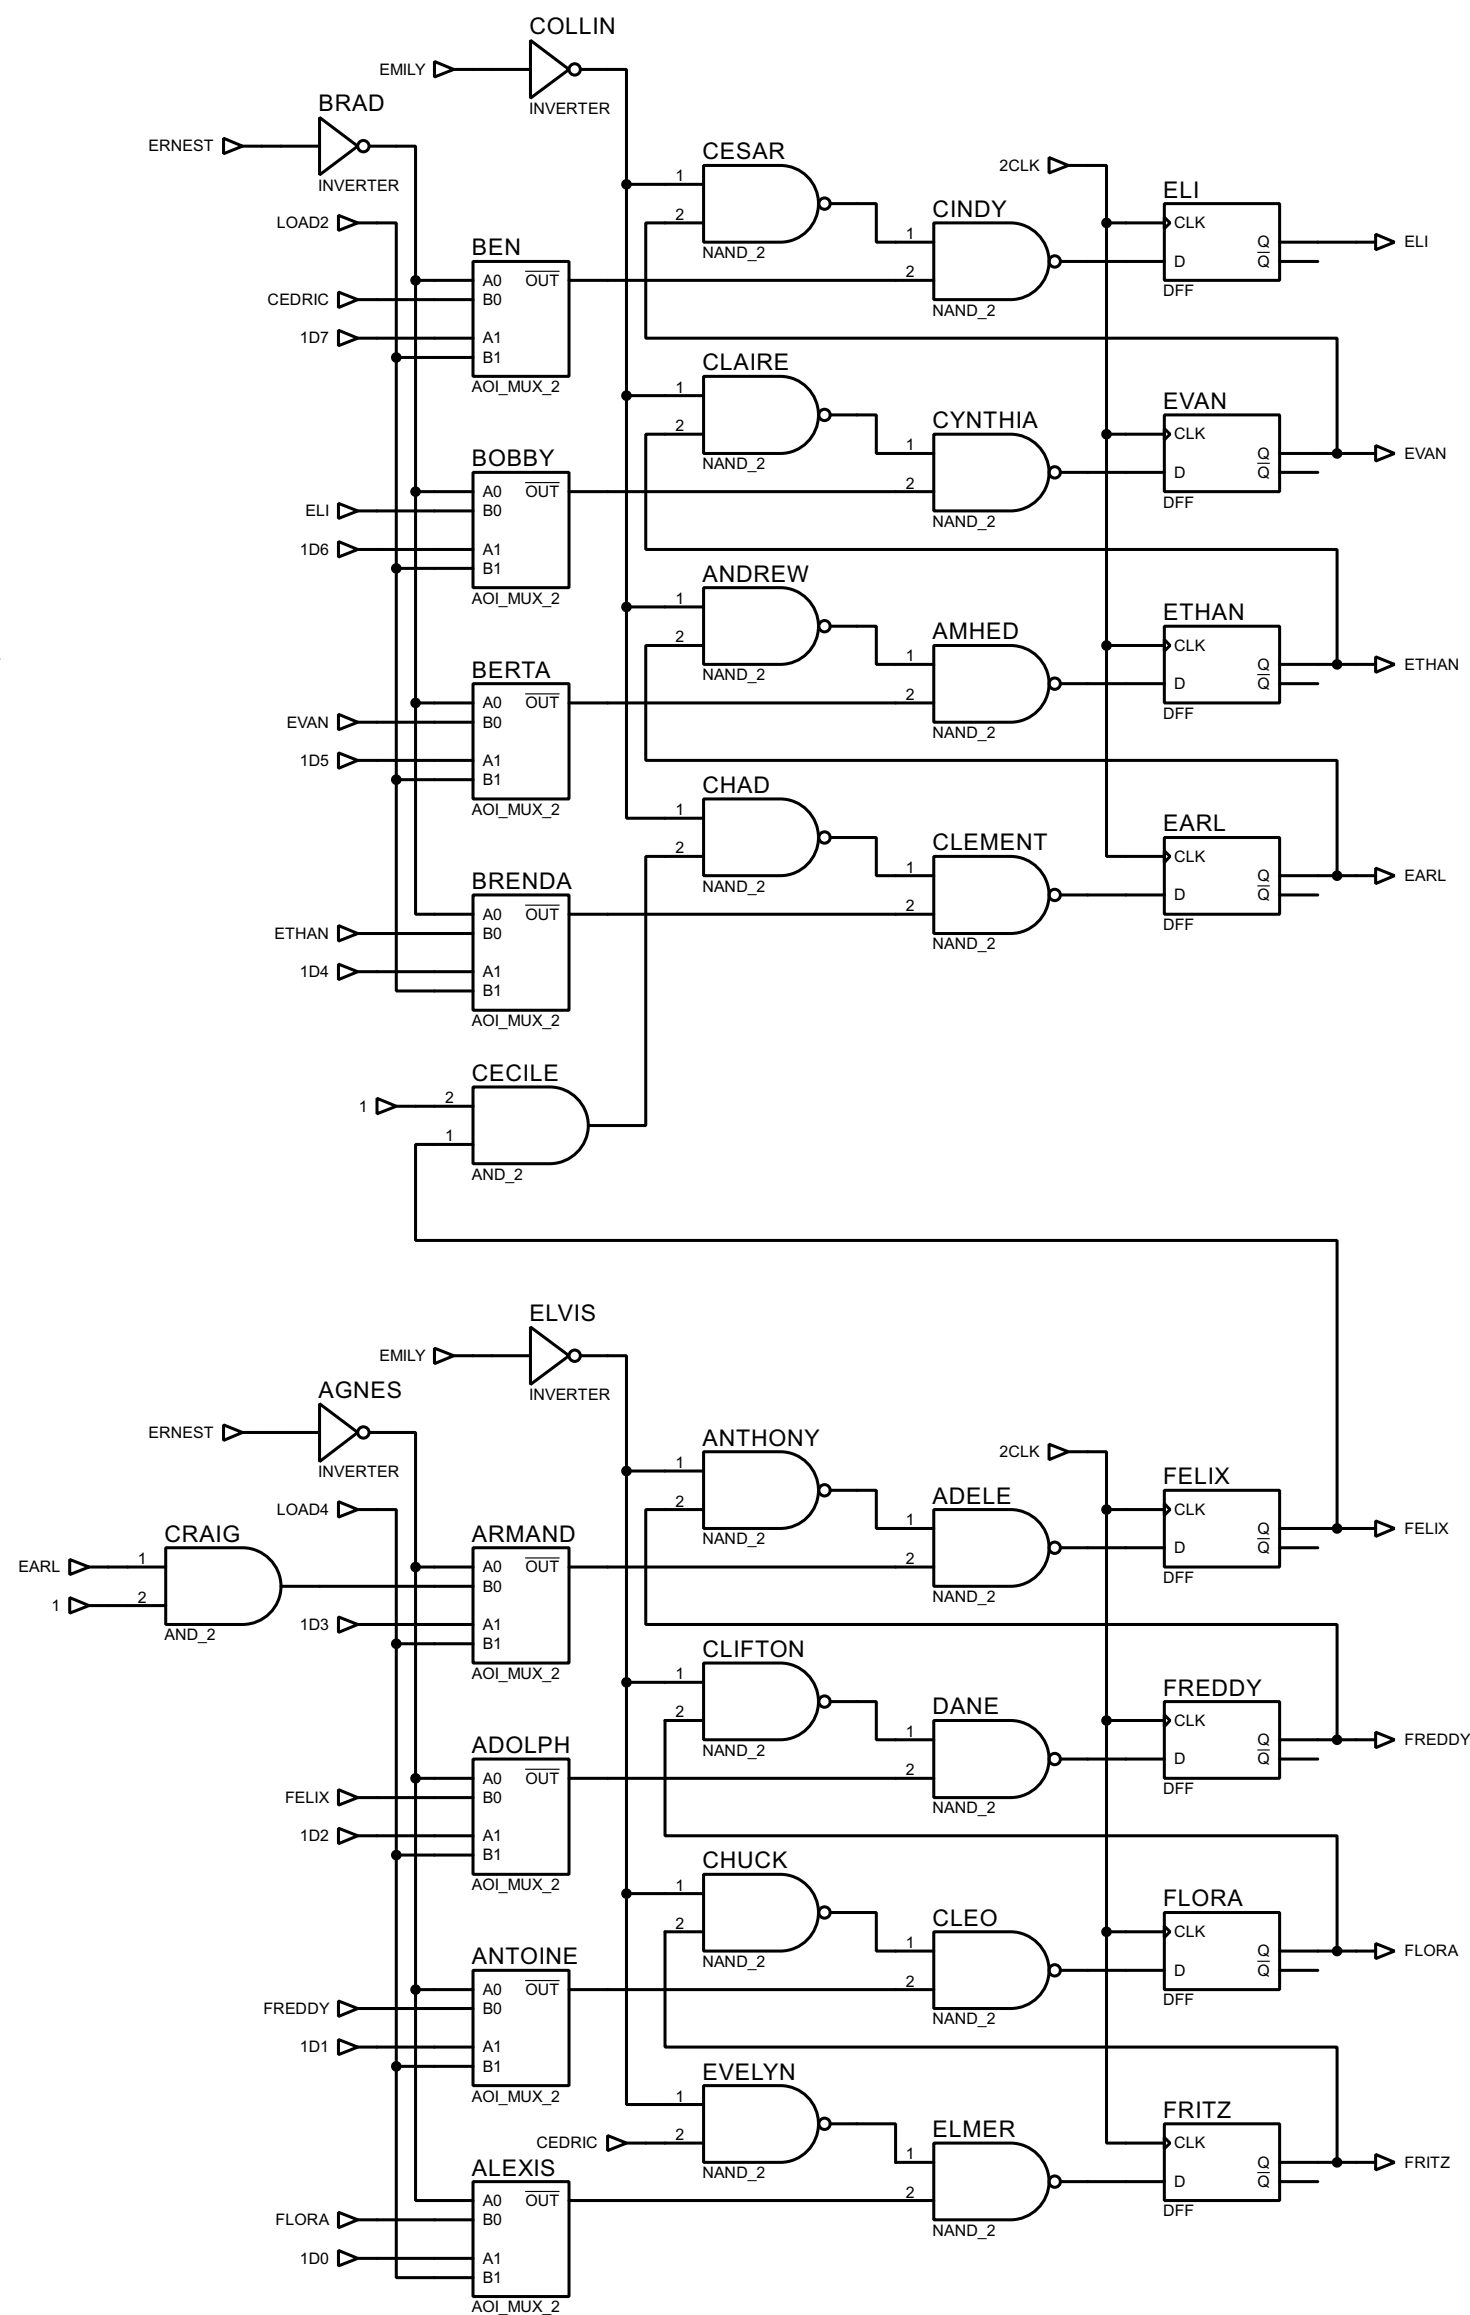 COLLIN
EMILY
INVERTER
BRAD
ERNEST
INVERTER
CESAR
1
2
NAND_2
2CLK
ELI
CLK
Q
Q
D
DFF
ELI
LOAD2
CINDY
1
2
NAND_2
BEN
A0 OUT
B0
A1
B1
AOI_MUX_2
CEDRIC
1D7
CLAIRE
1
2
NAND_2
CYNTHIA
1
2
NAND_2
EVAN
CLK
Q
Q
D
DFF
EVAN
BOBBY
A0 OUT
B0
A1
B1
AOI_MUX_2
ELI
1D6
ANDREW
1
2
NAND_2
AMHED
1
2
NAND_2
ETHAN
CLK
Q
Q
D
DFF
ETHAN
BERTA
A0 OUT
B0
A1
B1
AOI_MUX_2
EVAN
1D5
CHAD
1
2
NAND_2
CLEMENT
1
2
NAND_2
EARL
CLK
Q
Q
D
DFF
EARL
BRENDA
A0 OUT
B0
A1
B1
AOI_MUX_2
ETHAN
1D4
CECILE
1
2
1
AND_2
ELVIS
EMILY
INVERTER
AGNES
ERNEST
INVERTER
ANTHONY
1
2
NAND_2
2CLK
FELIX
CLK
Q
Q
D
DFF
FELIX
LOAD4
ADELE
1
2
NAND_2
CRAIG
EARL
1
1
2
AND_2
ARMAND
A0 OUT
B0
A1
B1
AOI_MUX_2
1D3
CLIFTON
1
2
NAND_2
DANE
1
2
NAND_2
FREDDY
CLK
Q
Q
D
DFF
FREDDY
ADOLPH
A0 OUT
B0
A1
B1
AOI_MUX_2
FELIX
1D2
CHUCK
1
2
NAND_2
CLEO
1
2
NAND_2
FLORA
CLK
Q
Q
D
DFF
FLORA
ANTOINE
A0 OUT
B0
A1
B1
AOI_MUX_2
FREDDY
1D1
EVELYN
1
2
NAND_2
CEDRIC
ELMER
1
2
NAND_2
FRITZ
CLK
Q
Q
D
DFF
FRITZ
ALEXIS
A0 OUT
B0
A1
B1
AOI_MUX_2
FLORA
1D0